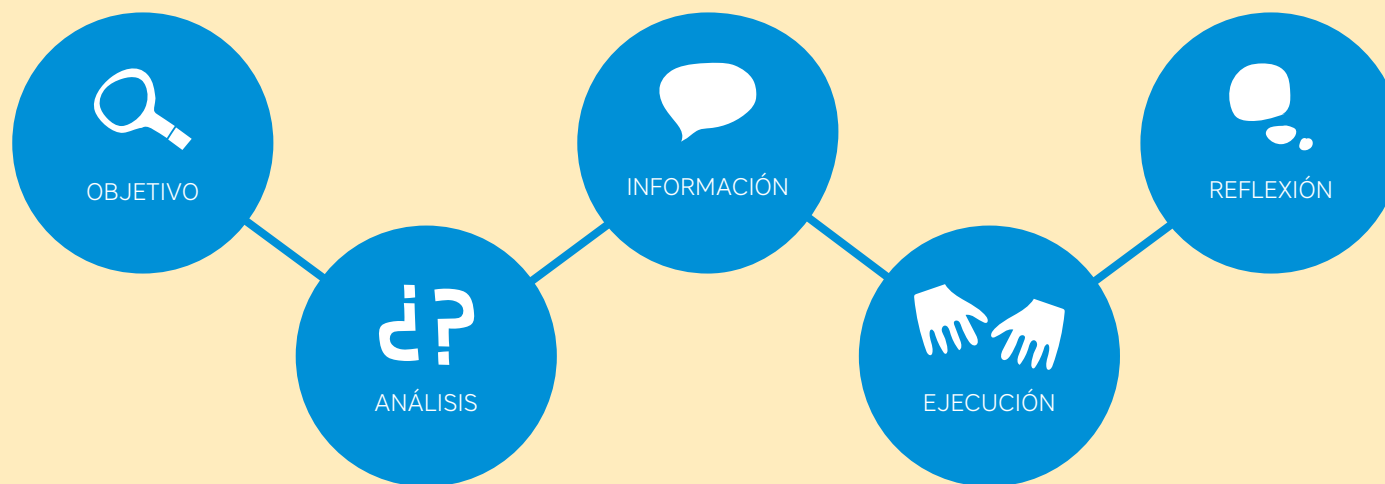 OBJETIVO
¿?
ANÁLISIS
INFORMACIÓN
EJECUCIÓN
REFLEXIÓN